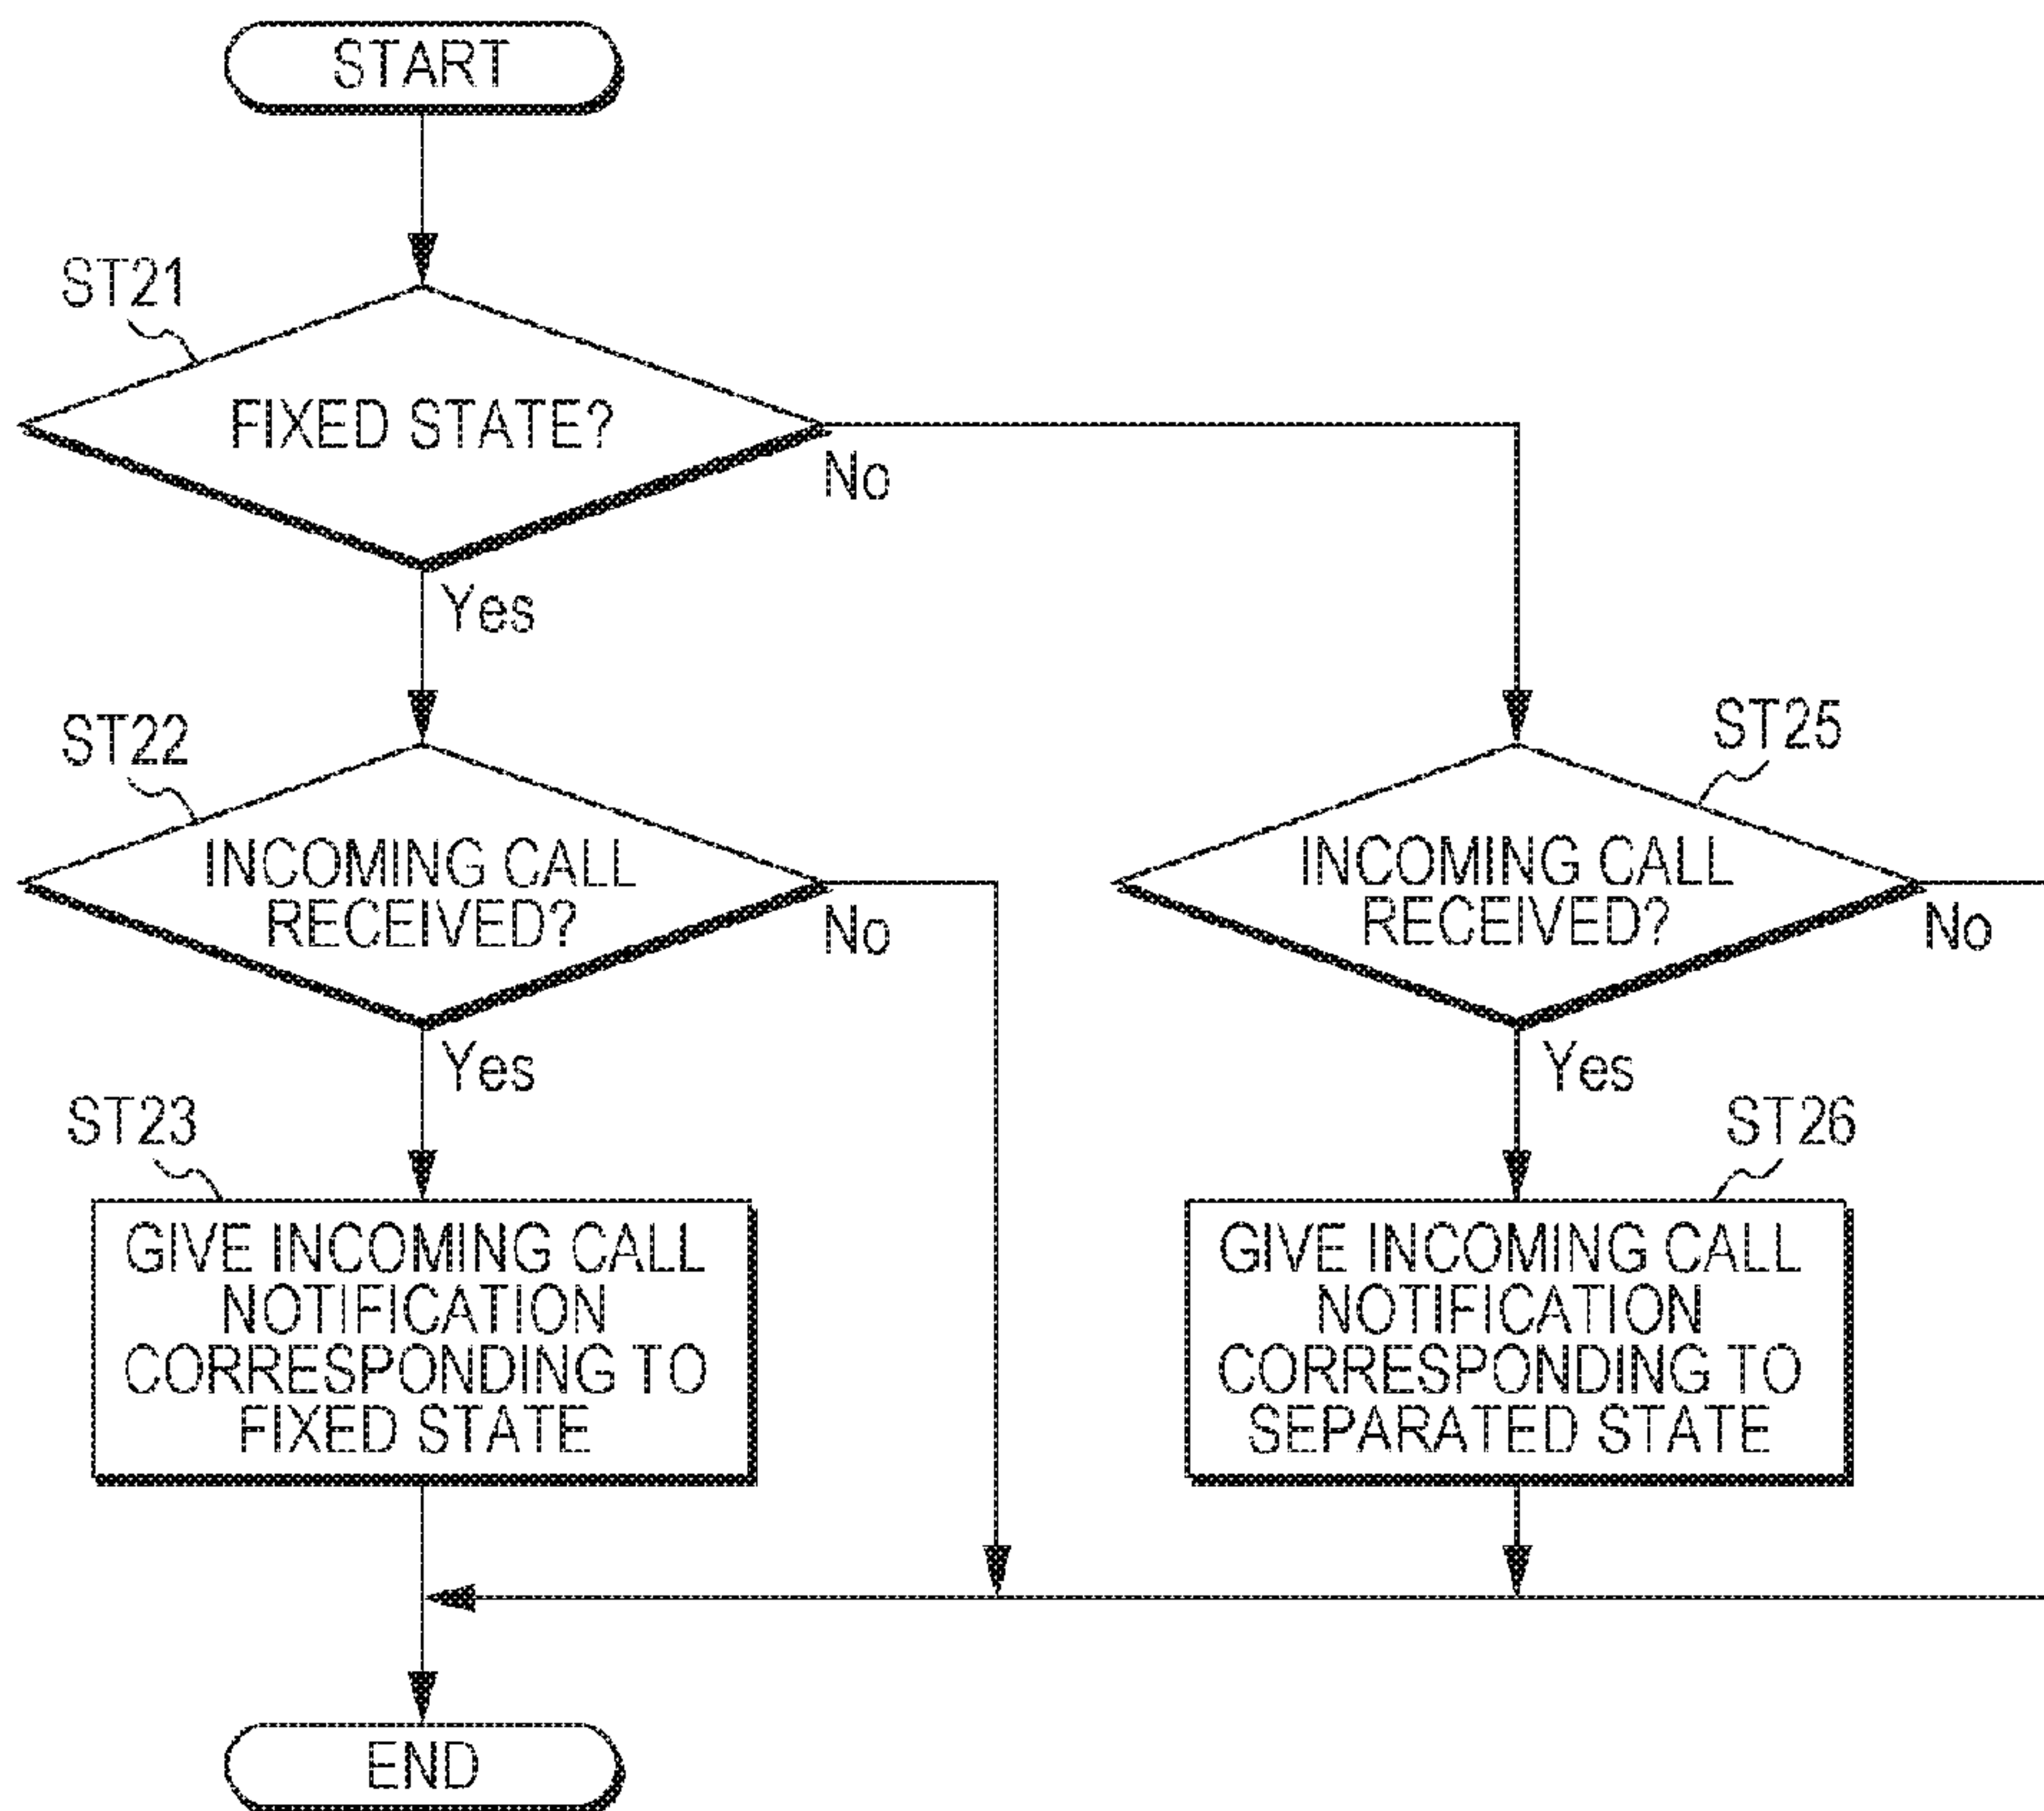 START
ST21
FIXED STATE?
No
Yes
ST22
INCOMING CALL
RECEIVED?
No
Yes
ST25
INCOMING CALL
RECEIVED?
No
Yes
ST23
GIVE INCOMING CALL
NOTIFICATION
CORRESPONDING TO
FIXED STATE
ST26
GIVE INCOMING CALL
NOTIFICATION
CORRESPONDING TO
SEPARATED STATE
END